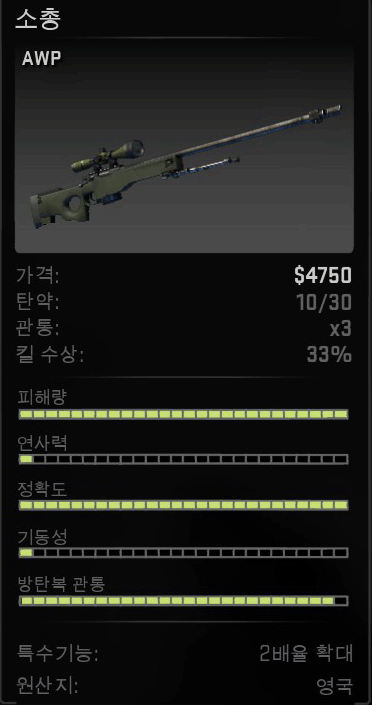 소총
AWP
가격: $4750
탄약: 10/30
관통: x3
킬 수상: 33%
피해량
연사력
정확도
기동성
방탄복 관통
특수기능: 2배율 확대
원산지: 영국